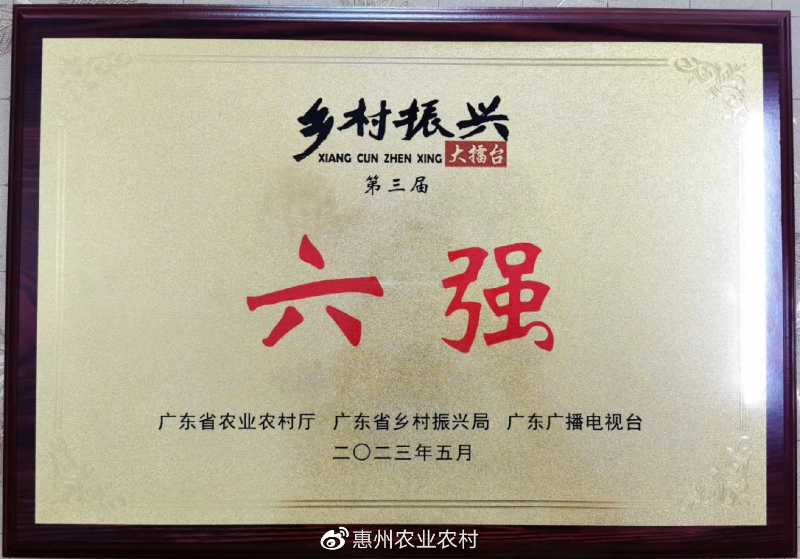 乡村振兴
XIANG CUN ZHEN XING 大擂台
第三届
六强
广东省农业农村厅 广东省乡村振兴局 广东广播电视台
二〇二三年五月
惠州农业农村